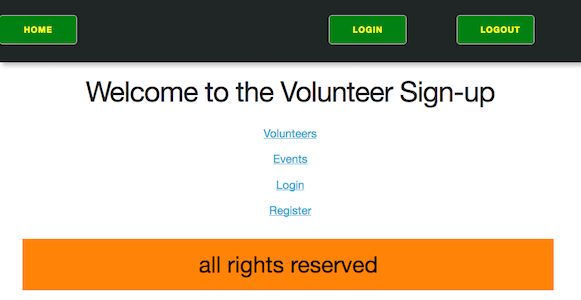 HOME LOGIN LOGOUT
Welcome to the Volunteer Sign-up
Volunteers
Events
Login
Register
all rights reserved